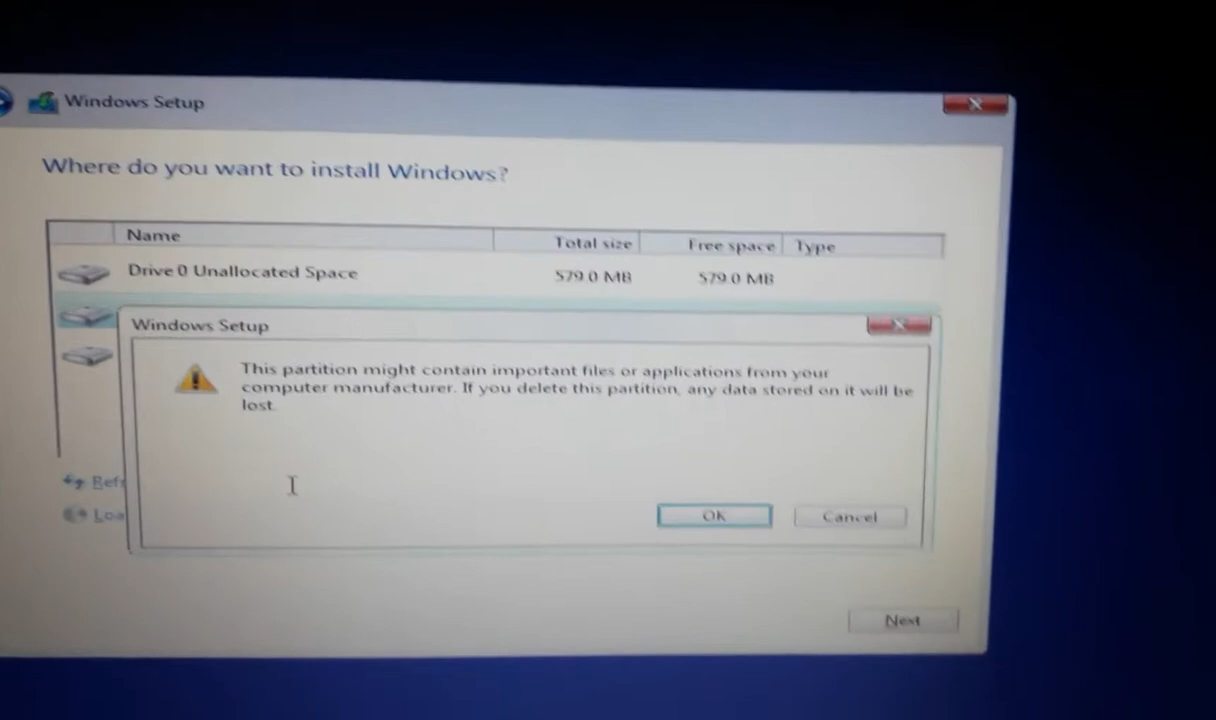 Windows Setup
Where do you want to install Windows?
Name Total size Free space Type
Drive 0 Unallocated Space 579.0 MB 579.0 MB
Windows Setup
This partition might contain important files or applications from your
computer manufacturer. If you delete this partition, any data stored on it will be
lost.
Refr
Loa
OK Cancel
Next